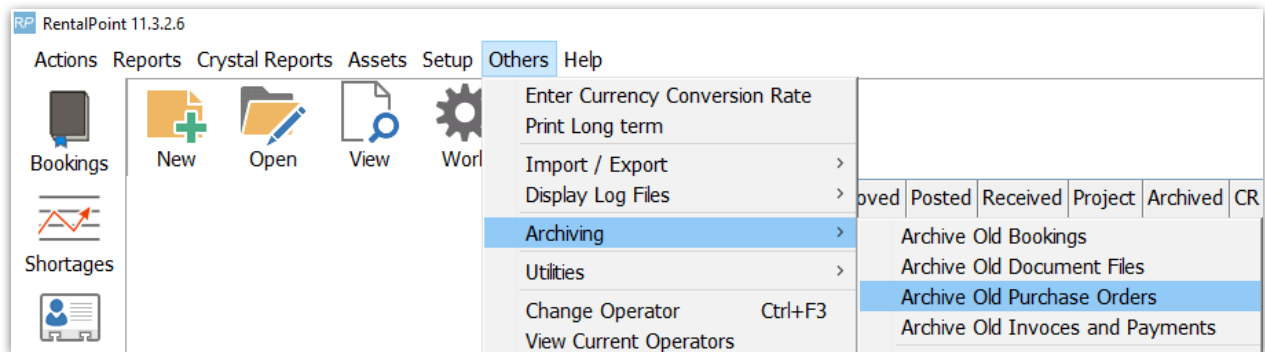 RP RentalPoint 11.3.2.6
Actions Reports Crystal Reports Assets Setup Others Help
Enter Currency Conversion Rate
Print Long term
Bookings New Open View Worl
Import / Export >
Display Log Files >
oved Posted Received Project Archived CR
Archiving >
Archive Old Bookings
Shortages
Utilities >
Archive Old Document Files
Archive Old Purchase Orders
Change Operator Ctrl+F3
Archive Old Invoces and Payments
View Current Operators